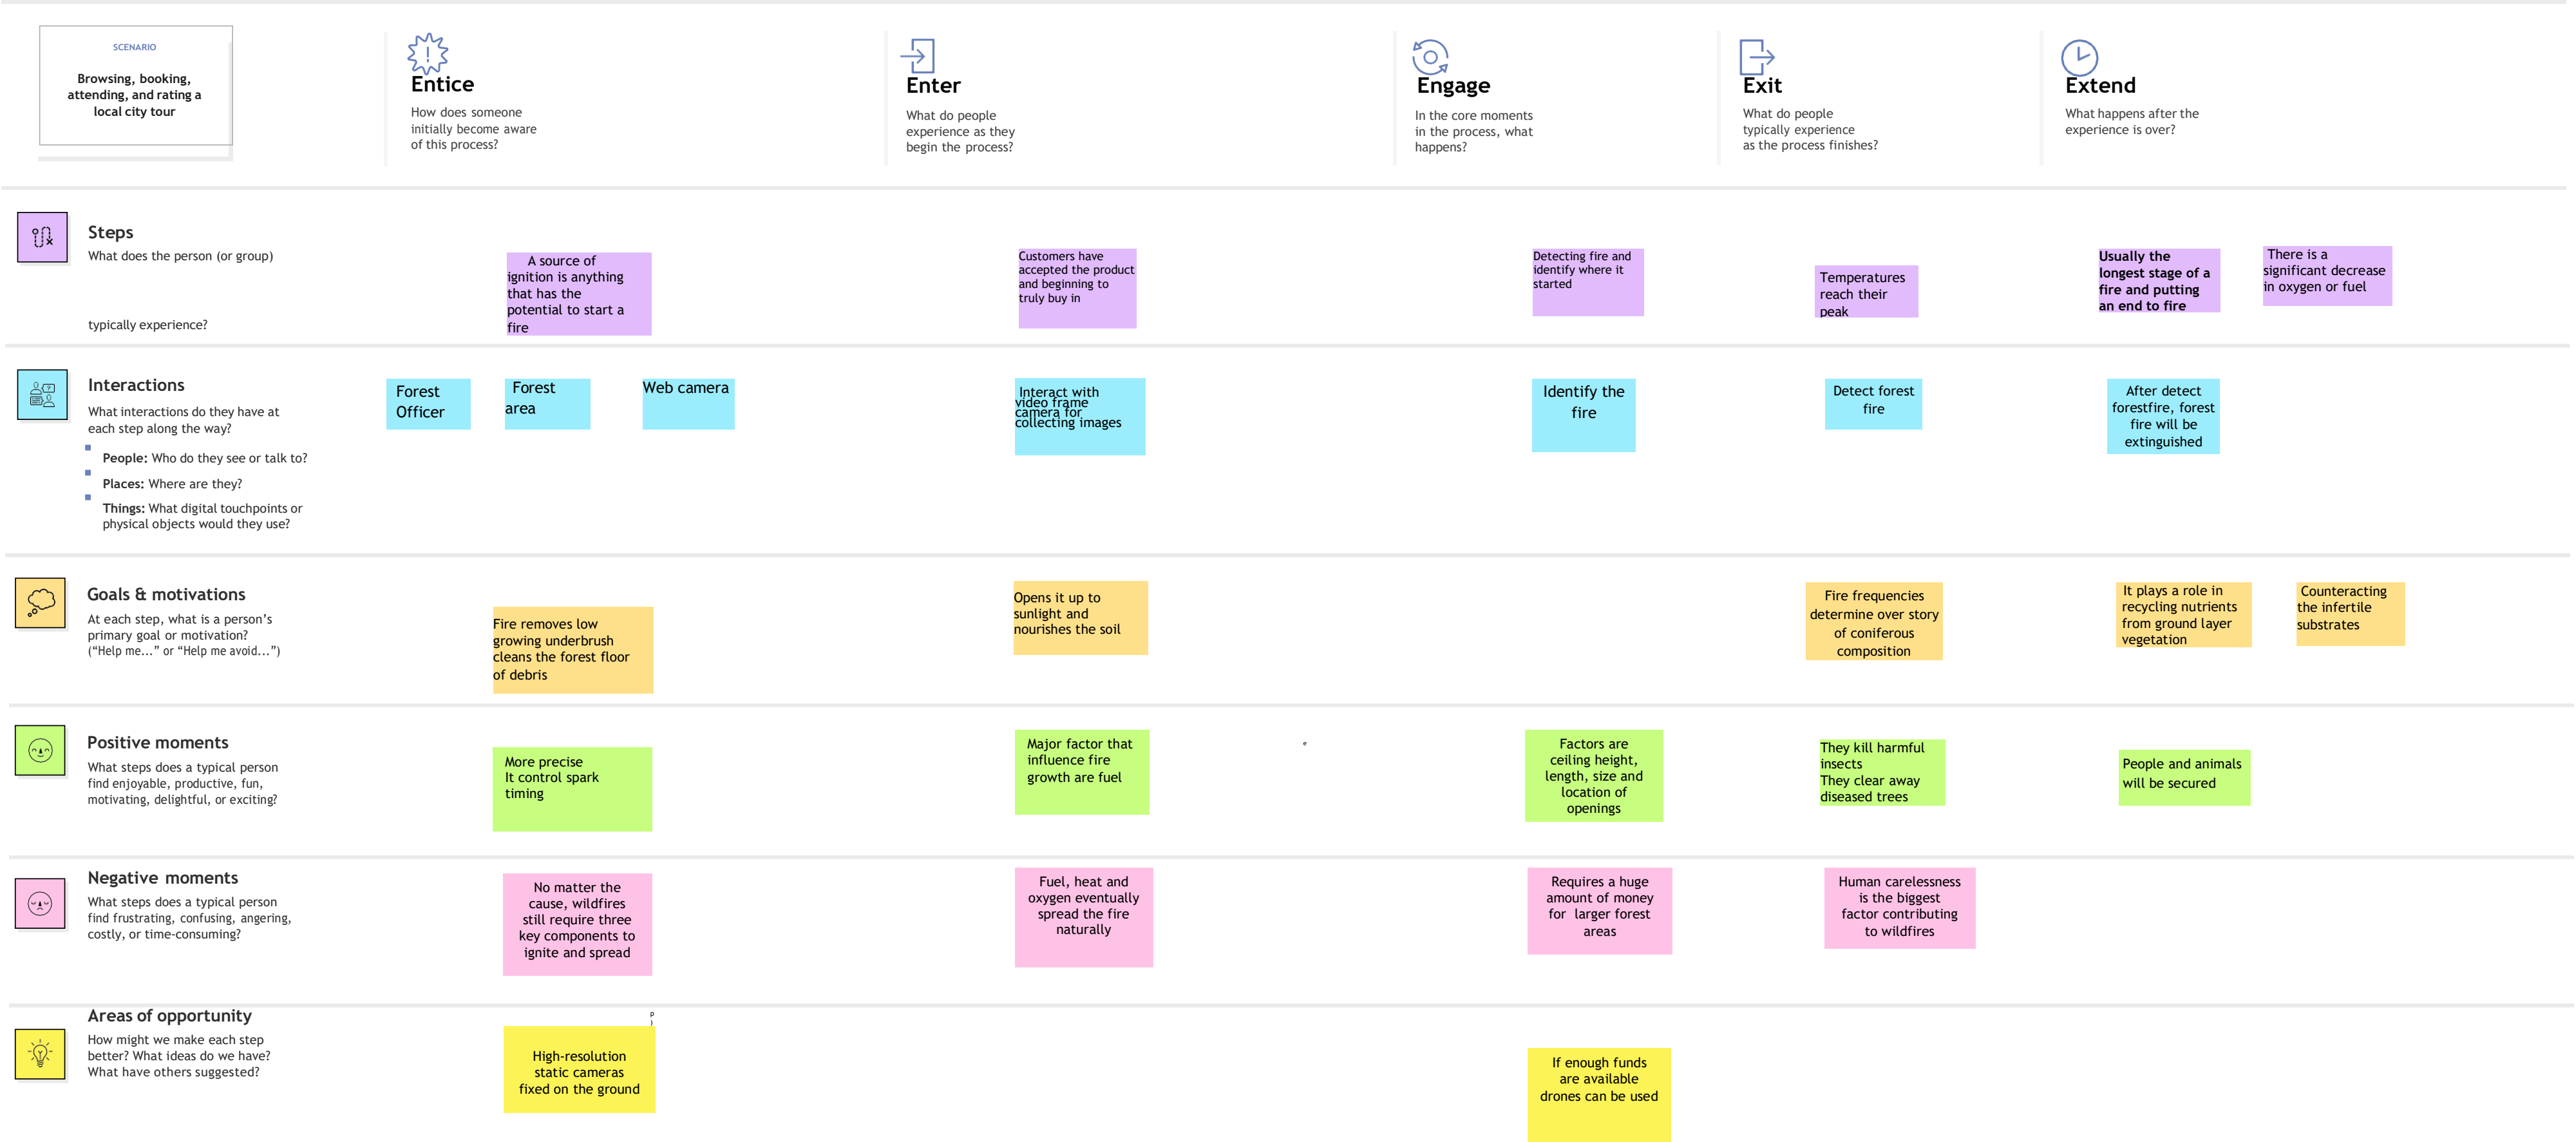 SCENARIO
Browsing, booking,
attending, and rating a
local city tour
Entice
How does someone
initially become aware
of this process?
Enter
What do people
experience as they
begin the process?
Engage
In the core moments
in the process, what
happens?
Exit
What do people
typically experience
as the process finishes?
Extend
What happens after the
experience is over?
Steps
What does the person (or group)
typically experience?
A source of
ignition is anything
that has the
potential to start a
fire
Customers have
accepted the product
and beginning to
truly buy in
Detecting fire and
identify where it
started
Temperatures
reach their
peak
Usually the
longest stage of a
fire and putting
an end to fire
There is a
significant decrease
in oxygen or fuel
Interactions
What interactions do they have at
each step along the way?
People: Who do they see or talk to?
Places: Where are they?
Things: What digital touchpoints or
physical objects would they use?
Forest
Officer
Forest
area
Web camera
Interact with
video frame
camera for
collecting images
Identify the
fire
Detect forest
fire
After detect
forestfire, forest
fire will be
extinguished
Goals & motivations
At each step, what is a person's
primary goal or motivation?
("Help me..." or "Help me avoid...")
Fire removes low
growing underbrush
cleans the forest floor
of debris
Opens it up to
sunlight and
nourishes the soil
Fire frequencies
determine over story
of coniferous
composition
It plays a role in
recycling nutrients
from ground layer
vegetation
Counteracting
the infertile
substrates
Positive moments
What steps does a typical person
find enjoyable, productive, fun,
motivating, delightful, or exciting?
More precise
It control spark
timing
Major factor that
influence fire
growth are fuel
e
Factors are
ceiling height,
length, size and
location of
openings
They kill harmful
insects
They clear away
diseased trees
People and animals
will be secured
Negative moments
What steps does a typical person
find frustrating, confusing, angering,
costly, or time-consuming?
No matter the
cause, wildfires
still require three
key components to
ignite and spread
Fuel, heat and
oxygen eventually
spread the fire
naturally
Requires a huge
amount of money
for larger forest
areas
Human carelessness
is the biggest
factor contributing
to wildfires
Areas of opportunity
How might we make each step
better? What ideas do we have?
What have others suggested?
P
)
High-resolution
static cameras
fixed on the ground
If enough funds
are available
drones can be used